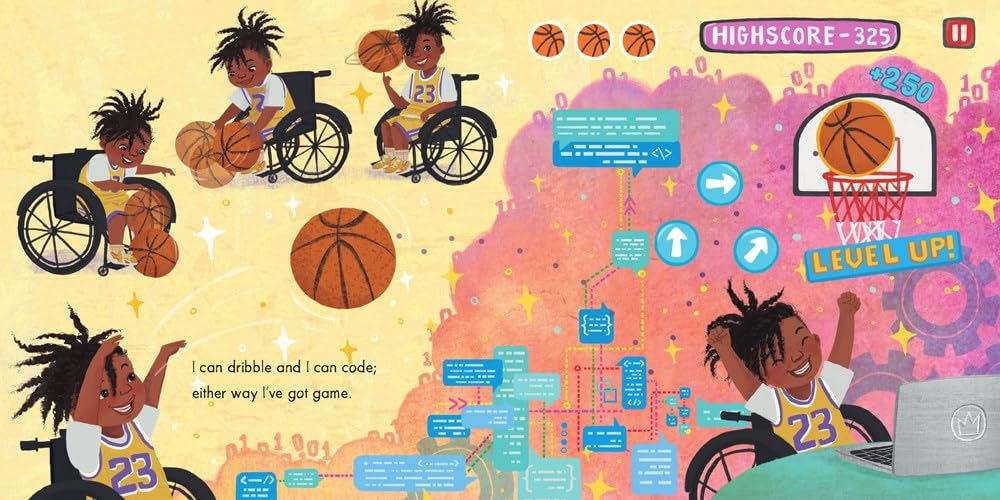 I can dribble and I can code;
either way I've got game.
23
23
HIGHSCORE - 325
+250
</>
LEVEL UP!
{ }
</>
23